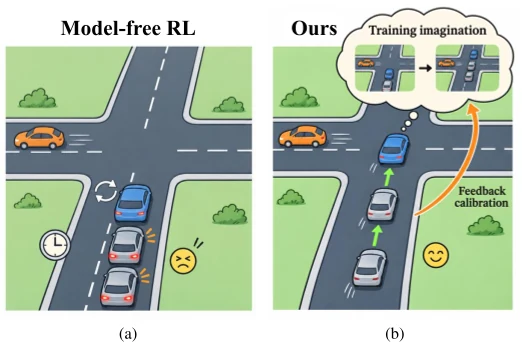 Model-free RL
Ours
Training imagination
Feedback
calibration
(a)
(b)